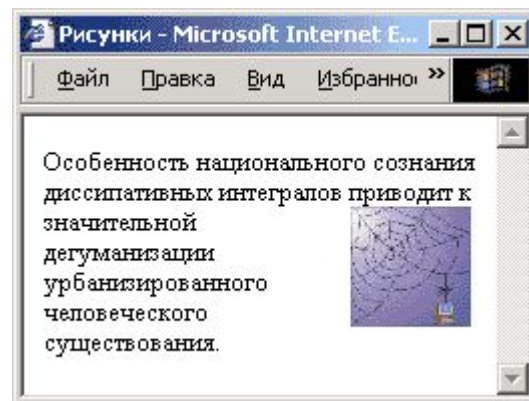 Рисунки - Microsoft Internet E...
Файл Правка Вид Избранно »
Особенность национального сознания
диссипативных интегралов приводит к
значительной
дегуманизации
урбанизированного
человеческого
существования.